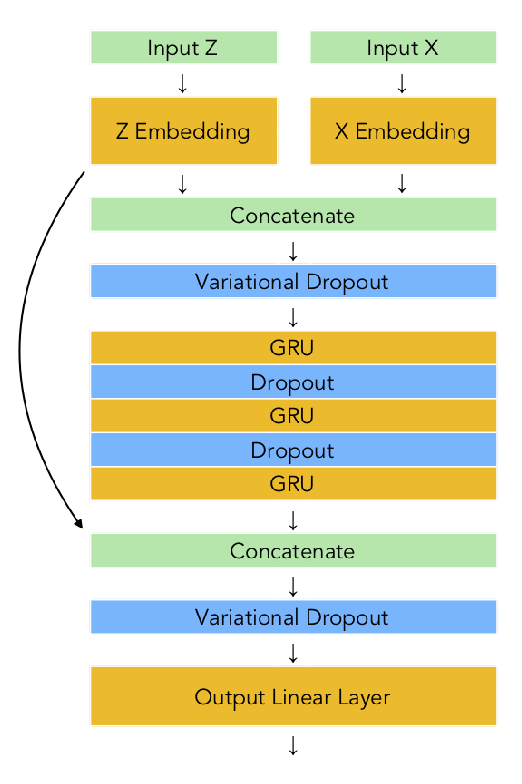 Input Z
Input X
Z Embedding
X Embedding
Concatenate
Variational Dropout
GRU
Dropout
GRU
Dropout
GRU
Concatenate
Variational Dropout
Output Linear Layer